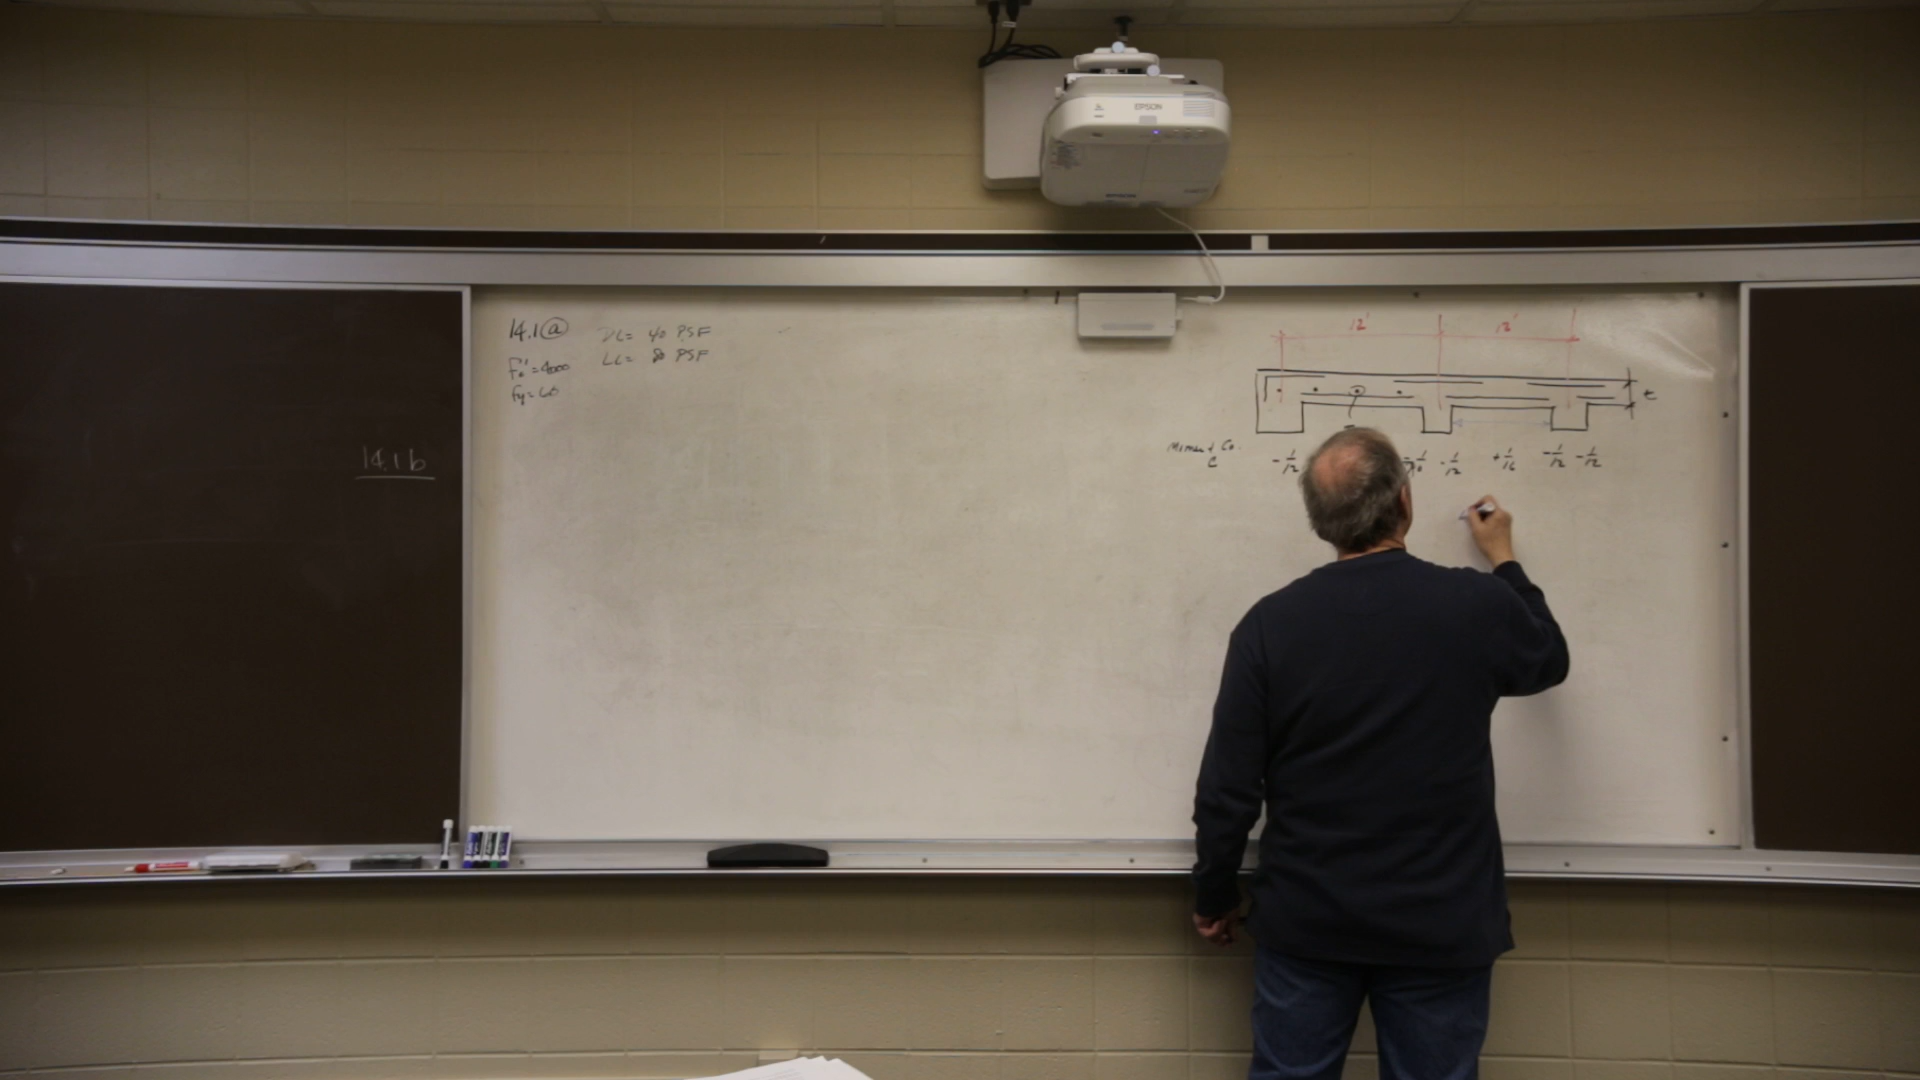 EPSON
14.1 a
DL= 40 PSF
LL= 80 PSF
f'c=4000
fy=60
14.1b
12' 12'
t
Moment Co.
C
-1/12 -1/12 +1/16 -1/12 -1/12